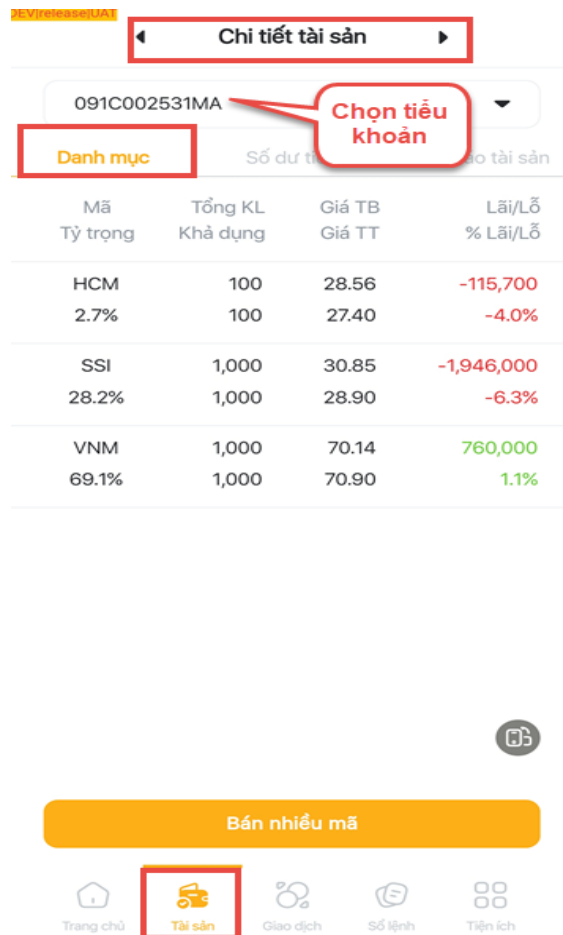 DEV|release|UAT
Chi tiết tài sản
091C002531MA
Chọn tiểu
khoản
Danh mục Số dư ti ào tài sản
Mã Tổng KL Giá TB Lãi/Lỗ
Tỷ trọng Khả dụng Giá TT % Lãi/Lỗ
HCM 100 28.56 -115,700
2.7% 100 27.40 -4.0%
SSI 1,000 30.85 -1,946,000
28.2% 1,000 28.90 -6.3%
VNM 1,000 70.14 760,000
69.1% 1,000 70.90 1.1%
Bán nhiều mã
Trang chủ Tài sản Giao dịch Sổ lệnh Tiện ích